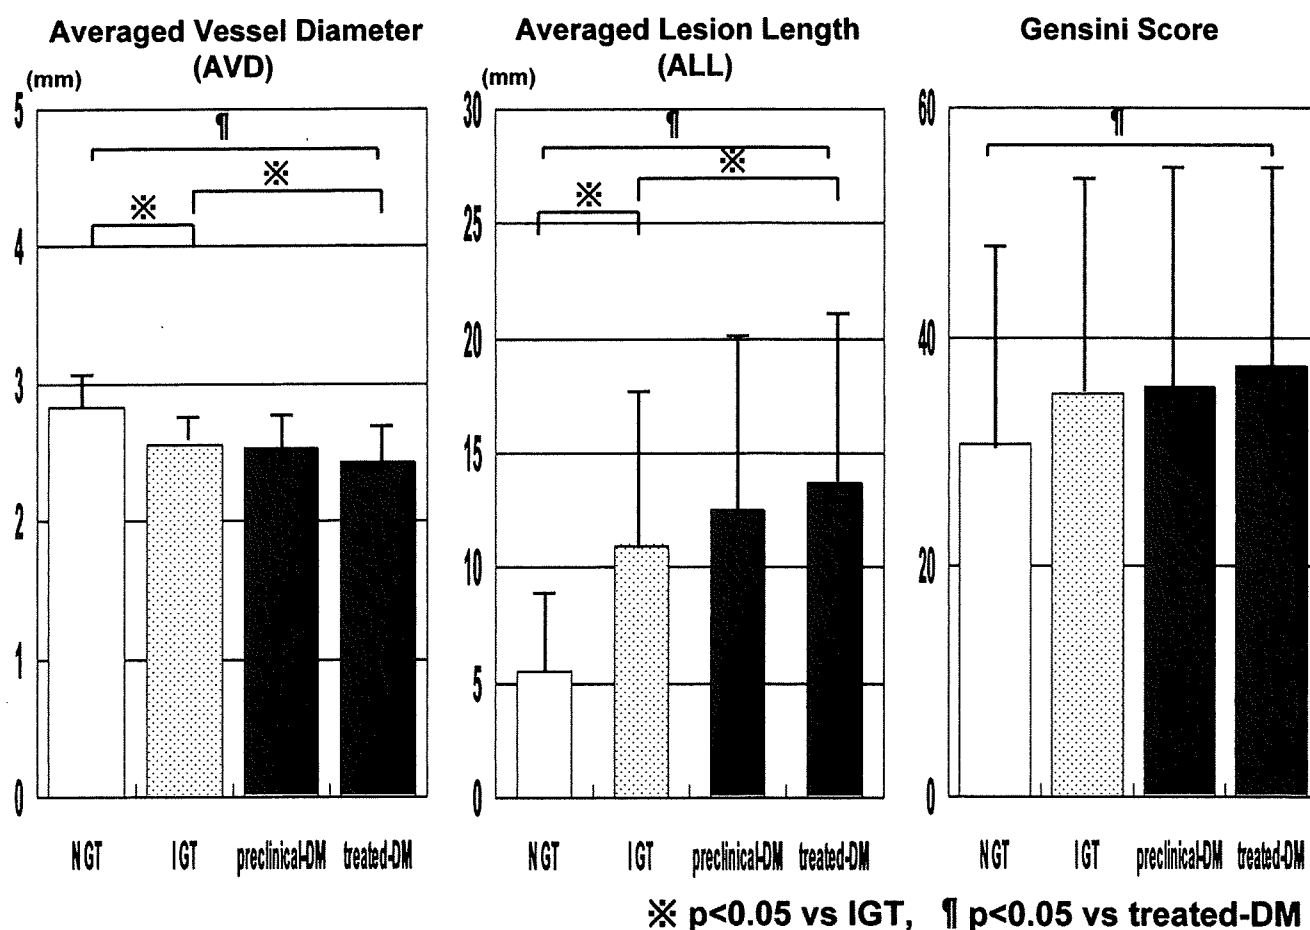 Averaged Vessel Diameter
(AVD)
(mm)
5
4
3
2
1
0
¶
※
※
NGT
IGT
preclinical-DM
treated-DM
Averaged Lesion Length
(ALL)
(mm)
30
25
20
15
10
5
0
¶
※
※
NGT
IGT
preclinical-DM
treated-DM
Gensini Score
60
40
20
0
¶
NGT
IGT
preclinical-DM
treated-DM
※ p<0.05 vs IGT, ¶ p<0.05 vs treated-DM